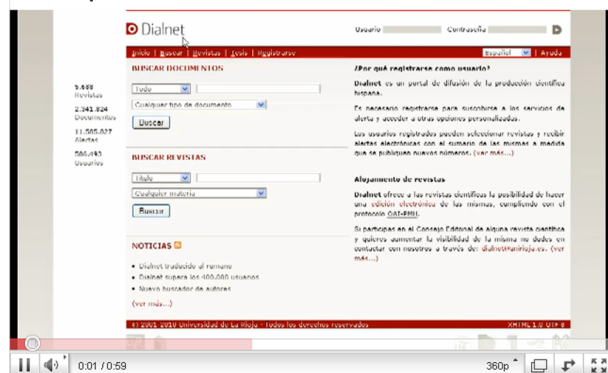 Dialnet
Usuario Contraseña
Inicio | Buscar | Revistas | Tesis | Registrarse
Español | Ayuda
BUSCAR DOCUMENTOS
Todo
Cualquier tipo de documento
Buscar
5.688
Revistas
2.341.824
Documentos
11.585.827
Alertas
586.493
Usuarios
BUSCAR REVISTAS
Título
Cualquier materia
Buscar
NOTICIAS
Dialnet traducido al rumano
Dialnet supera los 400.000 usuarios
Nuevo buscador de autores
(ver más...)
¿Por qué registrarse como usuario?
Dialnet es un portal de difusión de la producción científica
hispana.
Es necesario registrarse para suscribirse a los servicios de
alerta y acceder a otras opciones personalizadas.
Los usuarios registrados pueden seleccionar revistas y recibir
alertas electrónicas con el sumario de las mismas a medida
que se publiquen nuevos números. (ver más...)
Alojamiento de revistas
Dialnet ofrece a las revistas científicas la posibilidad de hacer
una edición electrónica de las mismas, cumpliendo con el
protocolo OAI-PMH.
Si participas en el Consejo Editorial de alguna revista científica
y quieres aumentar la visibilidad de la misma no dudes en
contactar con nosotros a través de: dialnet@unirioja.es. (ver
más...)
© 2001-2010 Universidad de La Rioja - Todos los derechos reservados
XHTML 1.0 UTF-8
0:01 / 0:59
360p